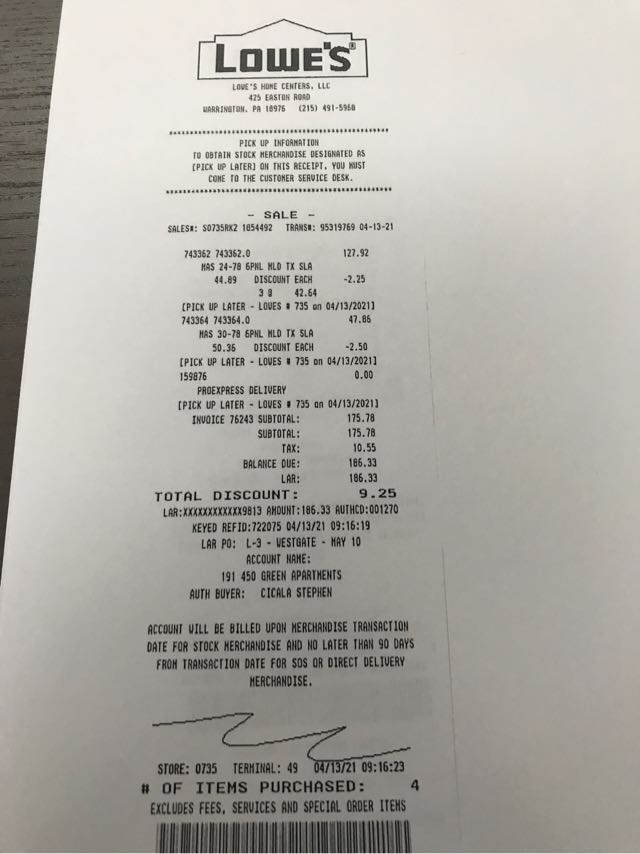 LOWE'S®
LOWE'S HOME CENTERS, LLC
425 EASTON ROAD
WARRINGTON, PA 18976 (215) 491-5960
PICK UP INFORMATION
TO OBTAIN STOCK MERCHANDISE DESIGNATED AS
[PICK UP LATER] ON THIS RECEIPT, YOU MUST
COME TO THE CUSTOMER SERVICE DESK.
- SALE -
SALES#: S0735RK2 1854492 TRANS#: 95319769 04-13-21
743362 743362.0 127.92
MAS 24-78 6PNL MLD TX SLA
44.89 DISCOUNT EACH -2.25
3 @ 42.64
[PICK UP LATER - LOWES # 735 on 04/13/2021]
743364 743364.0 47.86
MAS 30-78 6PNL MLD TX SLA
50.36 DISCOUNT EACH -2.50
[PICK UP LATER - LOWES # 735 on 04/13/2021]
159876 0.00
PROEXPRESS DELIVERY
[PICK UP LATER - LOWES # 735 on 04/13/2021]
INVOICE 76243 SUBTOTAL: 175.78
SUBTOTAL: 175.78
TAX: 10.55
BALANCE DUE: 186.33
LAR: 186.33
TOTAL DISCOUNT: 9.25
LAR:XXXXXXXXXXXX9813 AMOUNT:186.33 AUTHCD:001270
KEYED REFID:722075 04/13/21 09:16:19
LAR PO: L-3 - WESTGATE - MAY 10
ACCOUNT NAME:
191 450 GREEN APARTMENTS
AUTH BUYER: CICALA STEPHEN
ACCOUNT WILL BE BILLED UPON MERCHANDISE TRANSACTION
DATE FOR STOCK MERCHANDISE AND NO LATER THAN 90 DAYS
FROM TRANSACTION DATE FOR SOS OR DIRECT DELIVERY
MERCHANDISE.
STORE: 0735 TERMINAL: 49 04/13/21 09:16:23
# OF ITEMS PURCHASED: 4
EXCLUDES FEES, SERVICES AND SPECIAL ORDER ITEMS